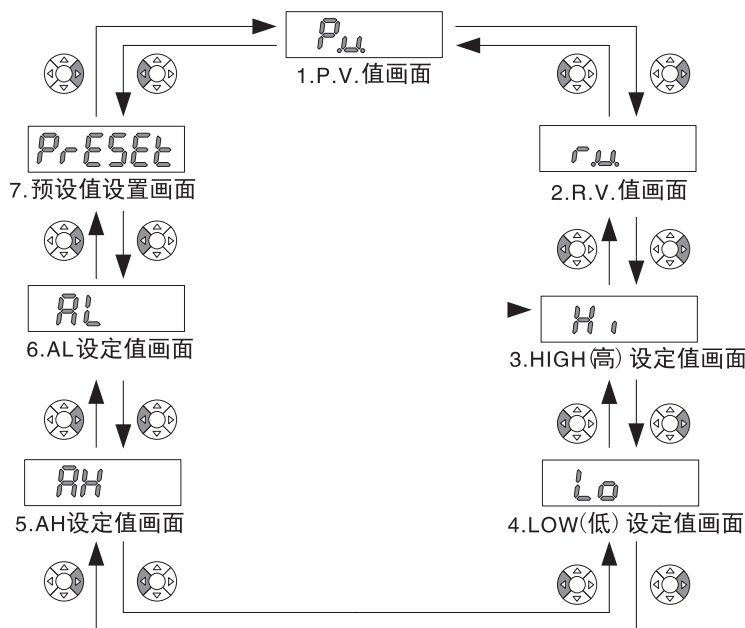 P.v.
1.P.V.值画面
r.v.
2.R.V.值画面
Hi
3.HIGH(高) 设定值画面
Lo
4.LOW(低) 设定值画面
AH
5.AH设定值画面
AL
6.AL设定值画面
PrESEt
7.预设值设置画面